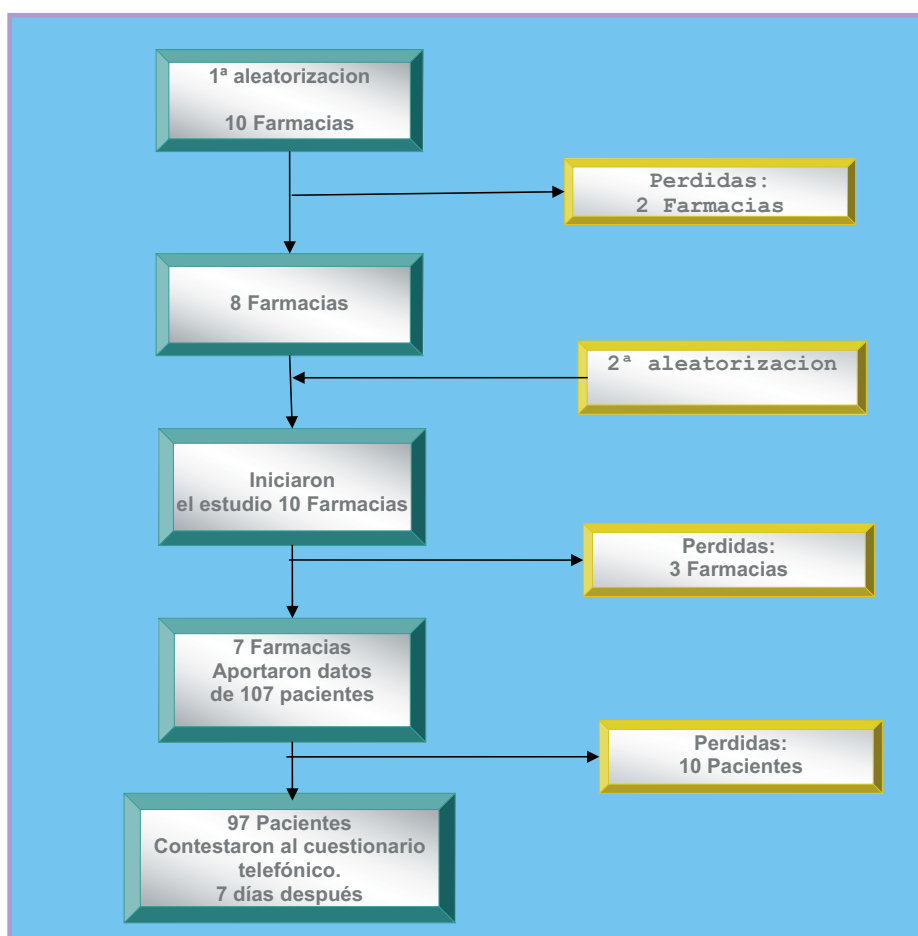 1ª aleatorizacion
10 Farmacias
Perdidas:
2 Farmacias
8 Farmacias
2ª aleatorizacion
Iniciaron
el estudio 10 Farmacias
Perdidas:
3 Farmacias
7 Farmacias
Aportaron datos
de 107 pacientes
Perdidas:
10 Pacientes
97 Pacientes
Contestaron al cuestionario
telefónico.
7 días después